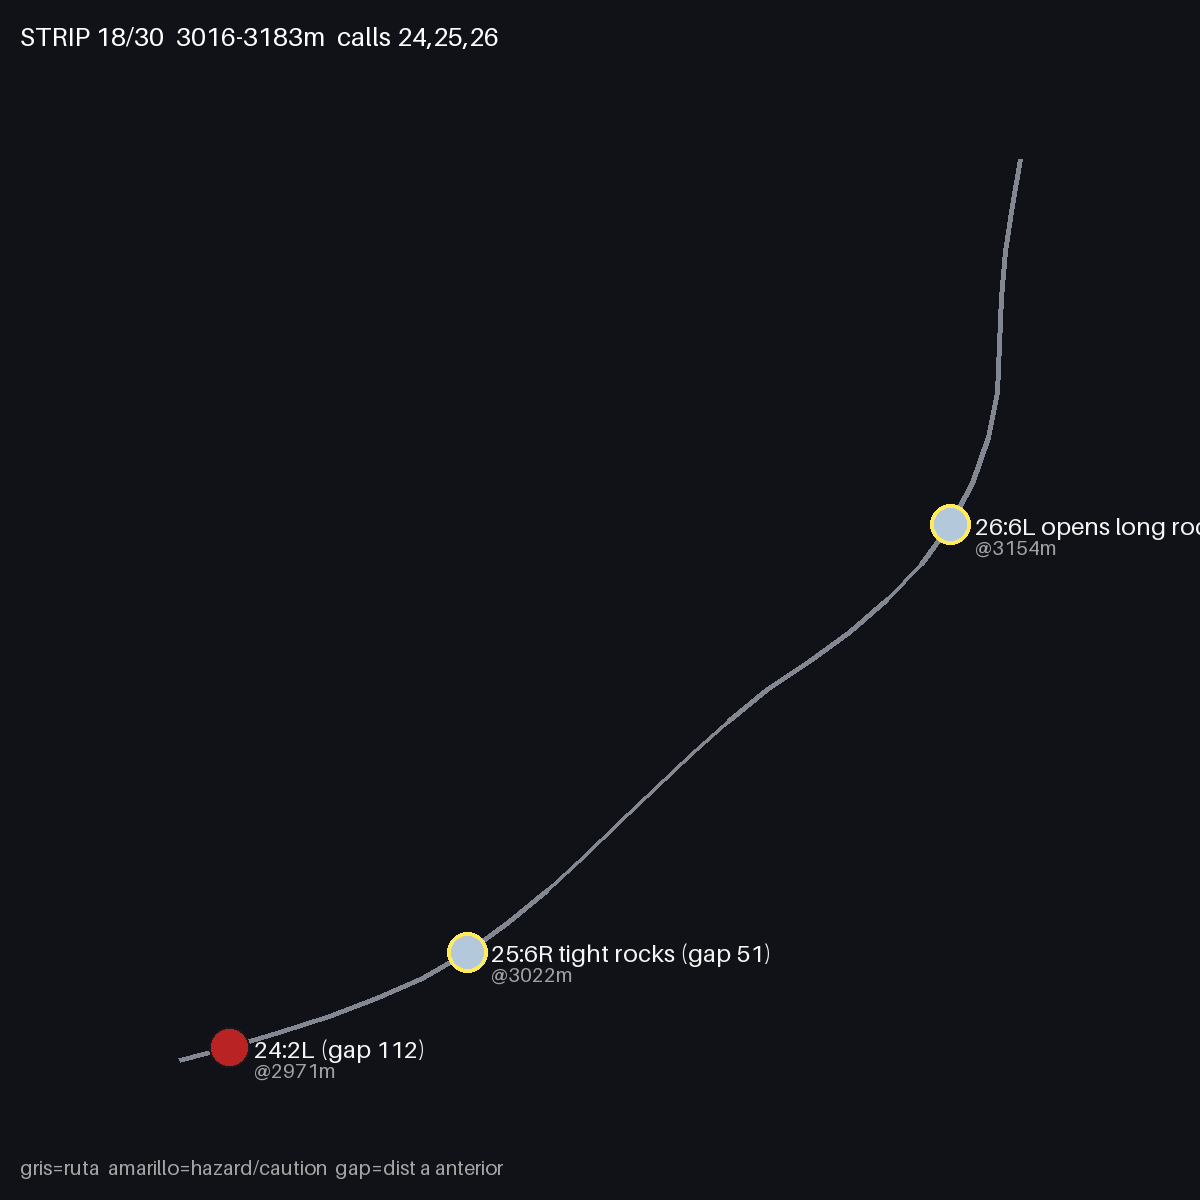 STRIP 18/30  3016-3183m  calls 24,25,26
26:6L opens long
@3154m
25:6R tight rocks (gap 51)
@3022m
24:2L (gap 112)
@2971m
gris=ruta  amarillo=hazard/caution  gap=dist a anterior